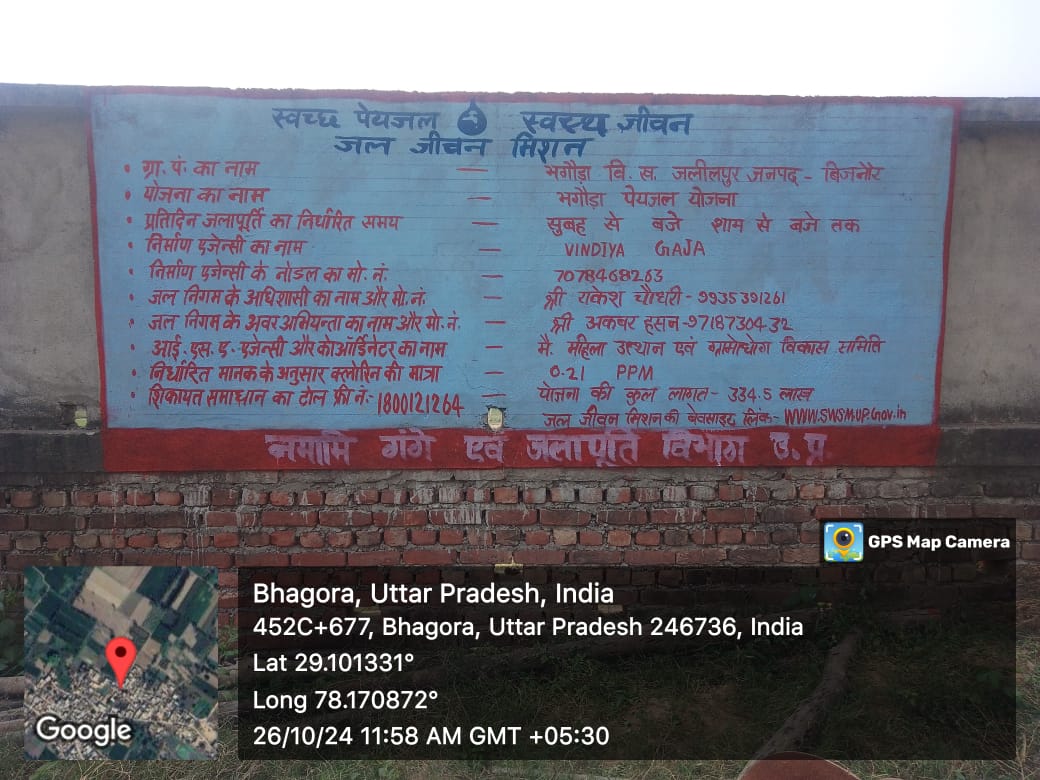 स्वच्छ पेयजल स्वस्थ जीवन
जल जीवन मिशन
• ग्रा. पं. का नाम — भगौड़ा वि. ख. जलीलपुर जनपद - बिजनौर
• योजना का नाम — भगौड़ा पेयजल योजना
• प्रतिदिन जलापूर्ति का निर्धारित समय — सुबह से बजे शाम से बजे तक
• निर्माण एजेन्सी का नाम — VINDIYA GAJA
• निर्माण एजेन्सी के नोडल का मो. नं. — 7078468263
• जल निगम के अधिशासी का नाम और मो. नं. — श्री राकेश चौधरी - 9935391261
• जल निगम के अवर अभियन्ता का नाम और मो. नं. — श्री अकबर हसन-9718730432
• आई. एस. ए. एजेन्सी और कोऑर्डिनेटर का नाम — मै. महिला उत्थान एवं ग्रामोद्योग विकास समिति
• निर्धारित मानक के अनुसार क्लोरिन की मात्रा — 0.21 PPM
• शिकायत समाधान का टोल फ्री नं:- 1800121264 — योजना की कुल लागत - 334.5 लाख
जल जीवन मिशन की वेबसाइट लिंक:- WWW.SWSM.UP.Gov.in
नमामि गंगे एवं जलापूर्ति विभाग उ. प्र.
GPS Map Camera
Bhagora, Uttar Pradesh, India
452C+677, Bhagora, Uttar Pradesh 246736, India
Lat 29.101331°
Long 78.170872°
26/10/24 11:58 AM GMT +05:30
Google